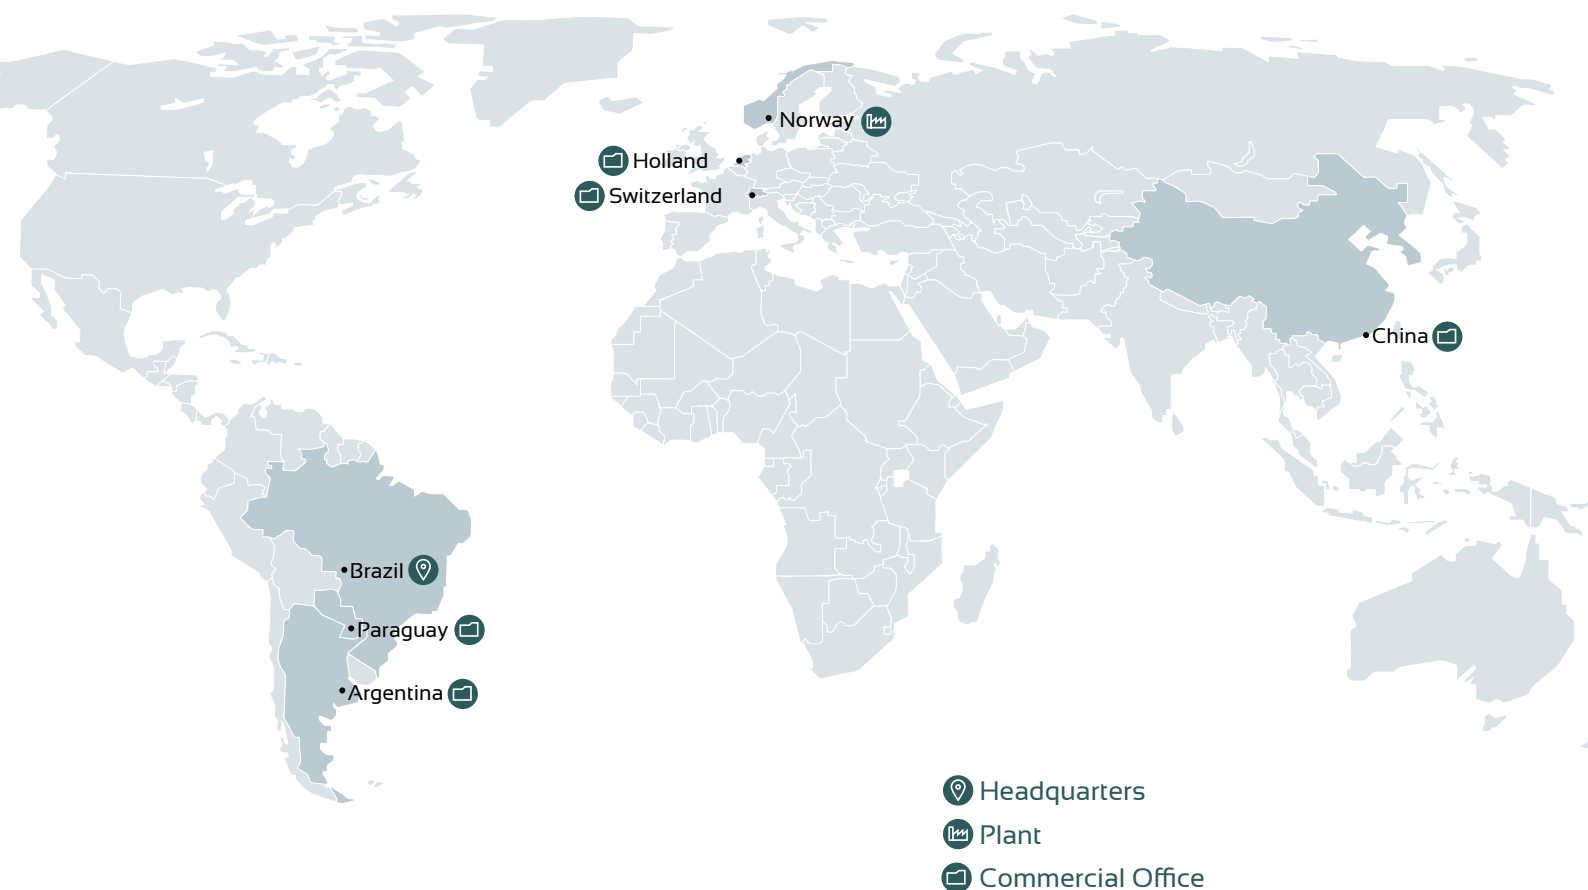 Norway
Holland
Switzerland
China
Brazil
Paraguay
Argentina
Headquarters
Plant
Commercial Office